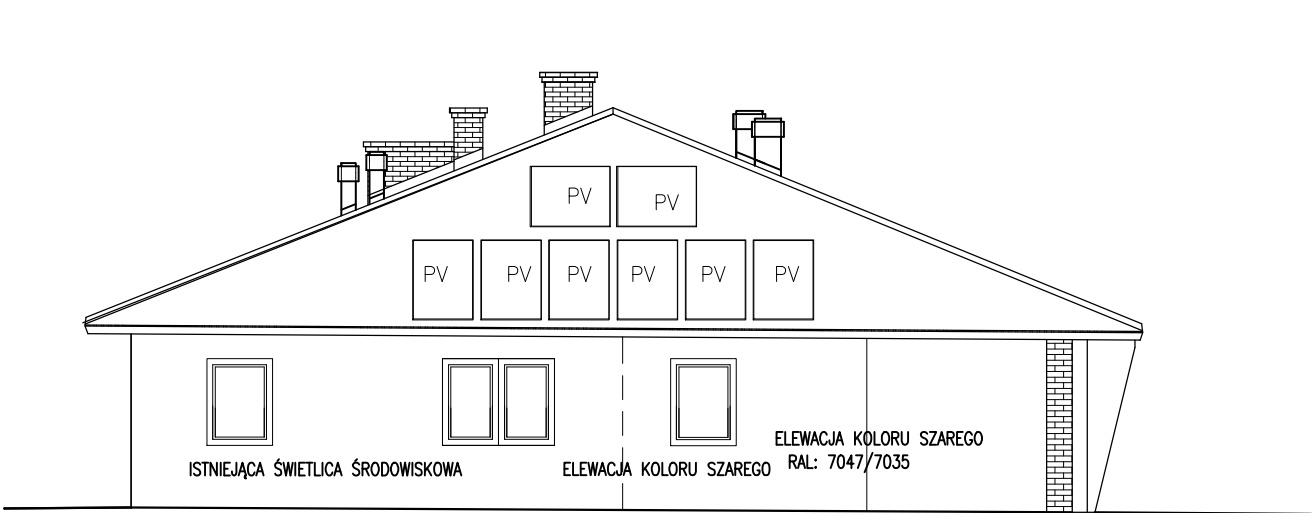 PV
PV
PV
PV
PV
PV
PV
PV
ELEWACJA KOLORU SZAREGO
RAL: 7047/7035
ISTNIEJĄCA ŚWIETLICA ŚRODOWISKOWA
ELEWACJA KOLORU SZAREGO